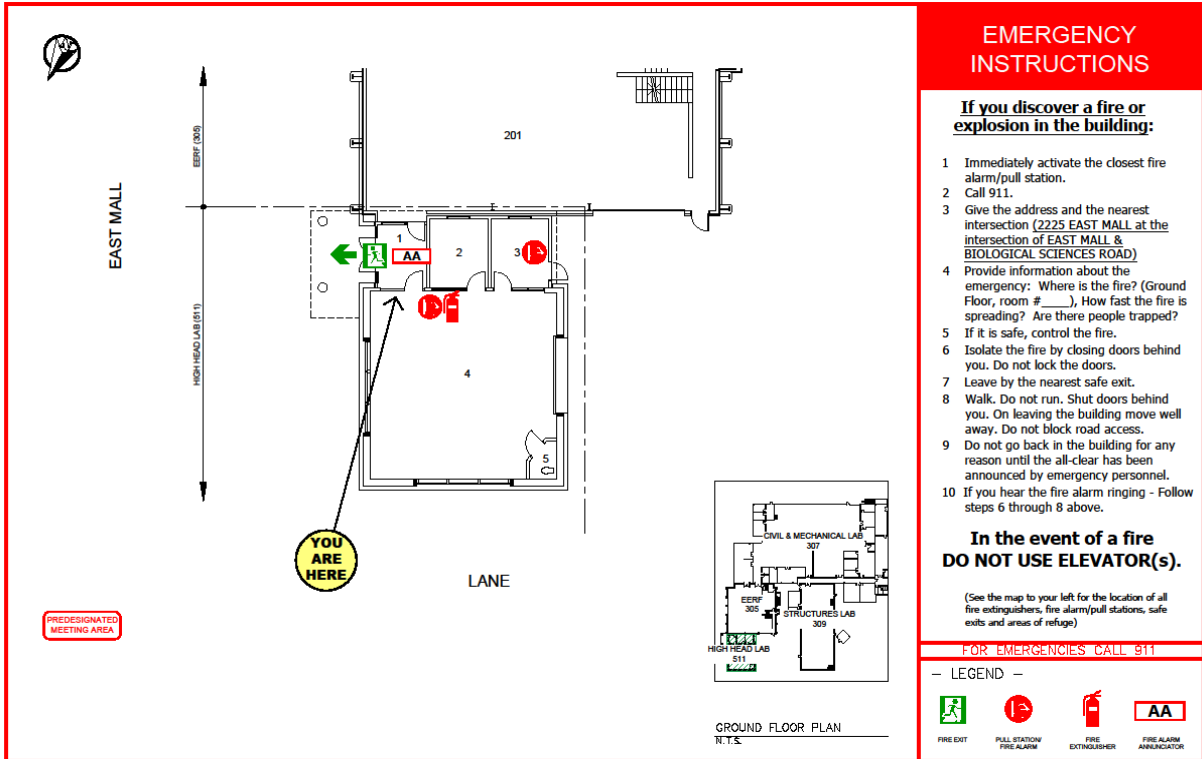 EAST MALL
EERF (305)
HIGH HEAD LAB (511)
201
1
AA
2
3
4
5
YOU
ARE
HERE
LANE
PREDESIGNATED
MEETING AREA
CIVIL & MECHANICAL LAB
307
EERF
305
STRUCTURES LAB
309
HIGH HEAD LAB
511
GROUND FLOOR PLAN
N.T.S.
EMERGENCY
INSTRUCTIONS
If you discover a fire or
explosion in the building:
1 Immediately activate the closest fire
alarm/pull station.
2 Call 911.
3 Give the address and the nearest
intersection (2225 EAST MALL at the
intersection of EAST MALL &
BIOLOGICAL SCIENCES ROAD)
4 Provide information about the
emergency: Where is the fire? (Ground
Floor, room #____), How fast the fire is
spreading? Are there people trapped?
5 If it is safe, control the fire.
6 Isolate the fire by closing doors behind
you. Do not lock the doors.
7 Leave by the nearest safe exit.
8 Walk. Do not run. Shut doors behind
you. On leaving the building move well
away. Do not block road access.
9 Do not go back in the building for any
reason until the all-clear has been
announced by emergency personnel.
10 If you hear the fire alarm ringing - Follow
steps 6 through 8 above.
In the event of a fire
DO NOT USE ELEVATOR(s).
(See the map to your left for the location of all
fire extinguishers, fire alarm/pull stations, safe
exits and areas of refuge)
FOR EMERGENCIES CALL 911
- LEGEND -
AA
FIRE EXIT
PULL STATION/
FIRE ALARM
FIRE
EXTINGUISHER
FIRE ALARM
ANNUNCIATOR